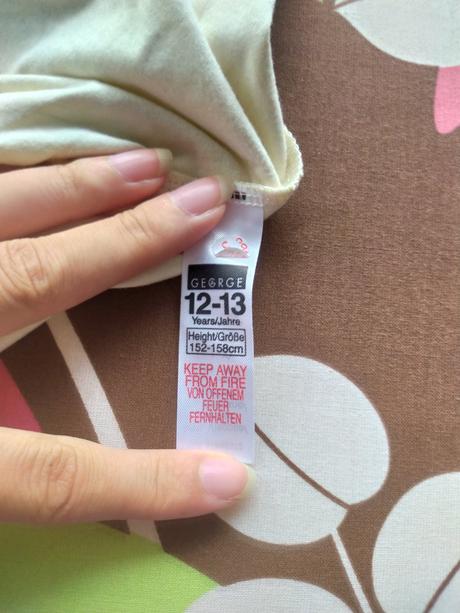 GEORGE
12-13
Years/Jahre
Height/Größe
152-158cm
KEEP AWAY
FROM FIRE
VON OFFENEM
FEUER
FERNHALTEN